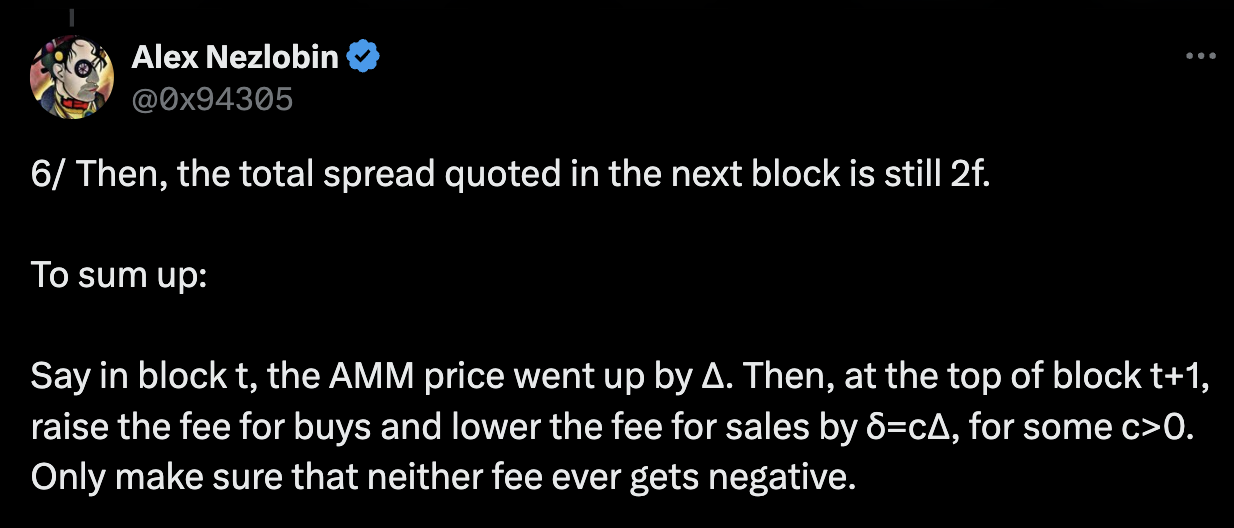 Alex Nezlobin
@0x94305
6/ Then, the total spread quoted in the next block is still 2f.
To sum up:
Say in block t, the AMM price went up by Δ. Then, at the top of block t+1,
raise the fee for buys and lower the fee for sales by δ=cΔ, for some c>0.
Only make sure that neither fee ever gets negative.